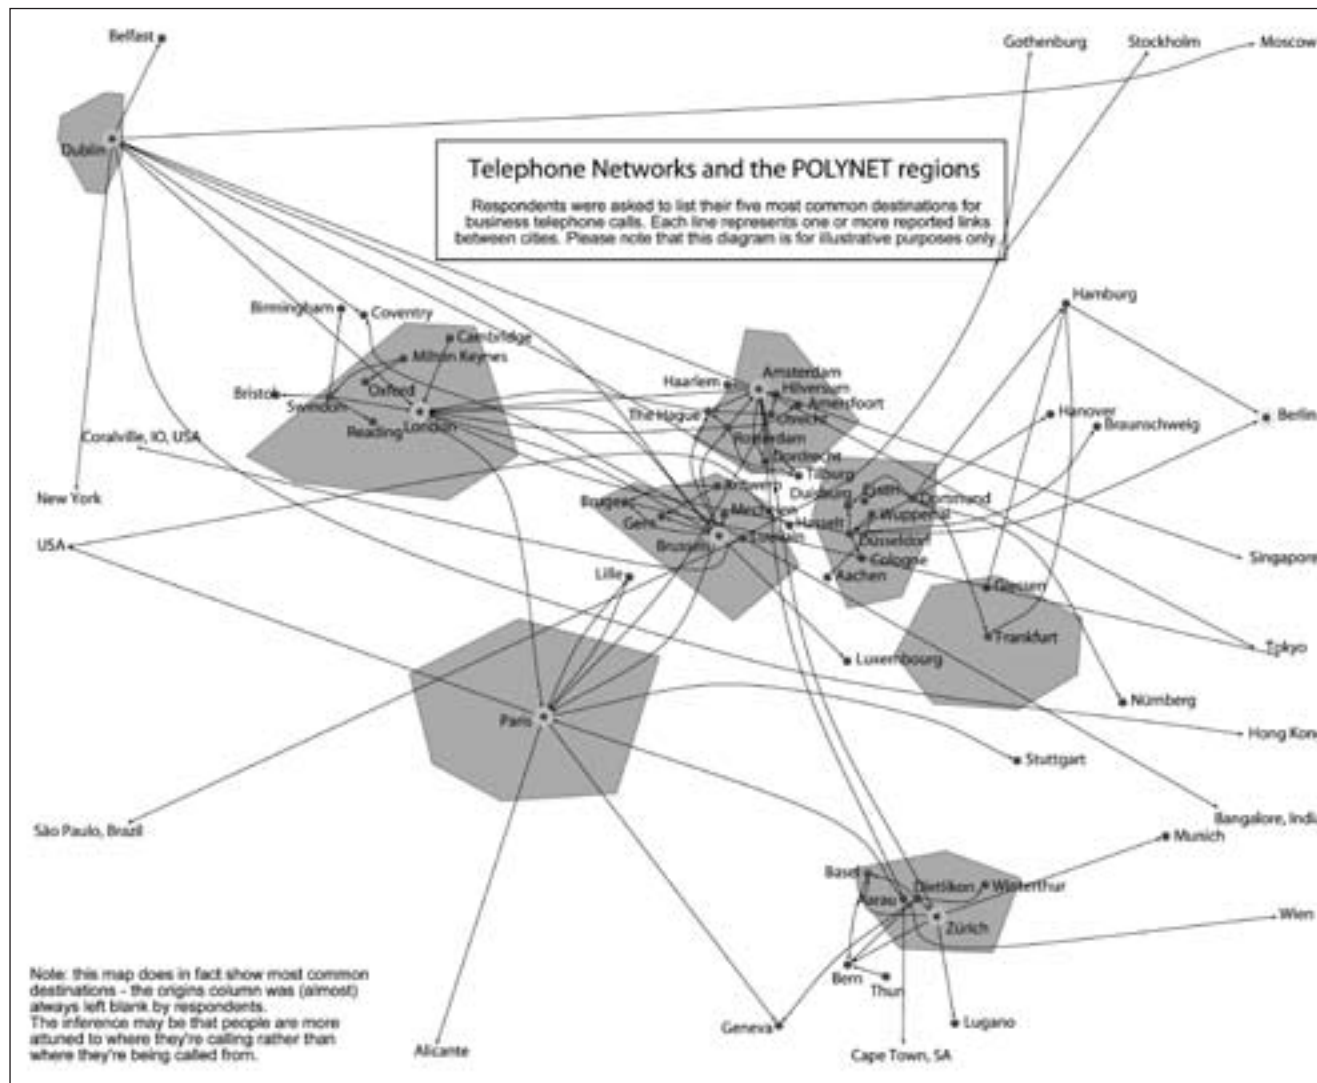 Belfast
Gothenburg
Stockholm
Moscow
Dublin
Telephone Networks and the POLYNET regions
Respondents were asked to list their five most common destinations for
business telephone calls. Each line represents one or more reported links
between cities. Please note that this diagram is for illustrative purposes only.
Hamburg
Birmingham
Coventry
Cambridge
Milton Keynes
Amsterdam
Haarlem
Hilversum
Oxford
Bristol
Swindon
Amersfoort
Utrecht
The Hague
Hanover
Berlin
London
Reading
Braunschweig
Coralville, IO, USA
Rotterdam
Dordrecht
Tilburg
Antwerp
Duisburg
Essen
Dortmund
New York
Brugge
Gent
Mechelen
Hasselt
Wuppertal
USA
Brussels
Düsseldorf
Cologne
Singapore
Lille
Aachen
Giessen
Frankfurt
Tokyo
Luxembourg
Nürnberg
Paris
Hong Kong
Stuttgart
São Paulo, Brazil
Bangalore, India
Munich
Basel
Dietlikon
Winterthur
Aarau
Zürich
Wien
Bern
Thun
Geneva
Lugano
Alicante
Cape Town, SA
Note: this map does in fact show most common
destinations - the origins column was (almost)
always left blank by respondents.
The inference may be that people are more
attuned to where they're calling rather than
where they're being called from.